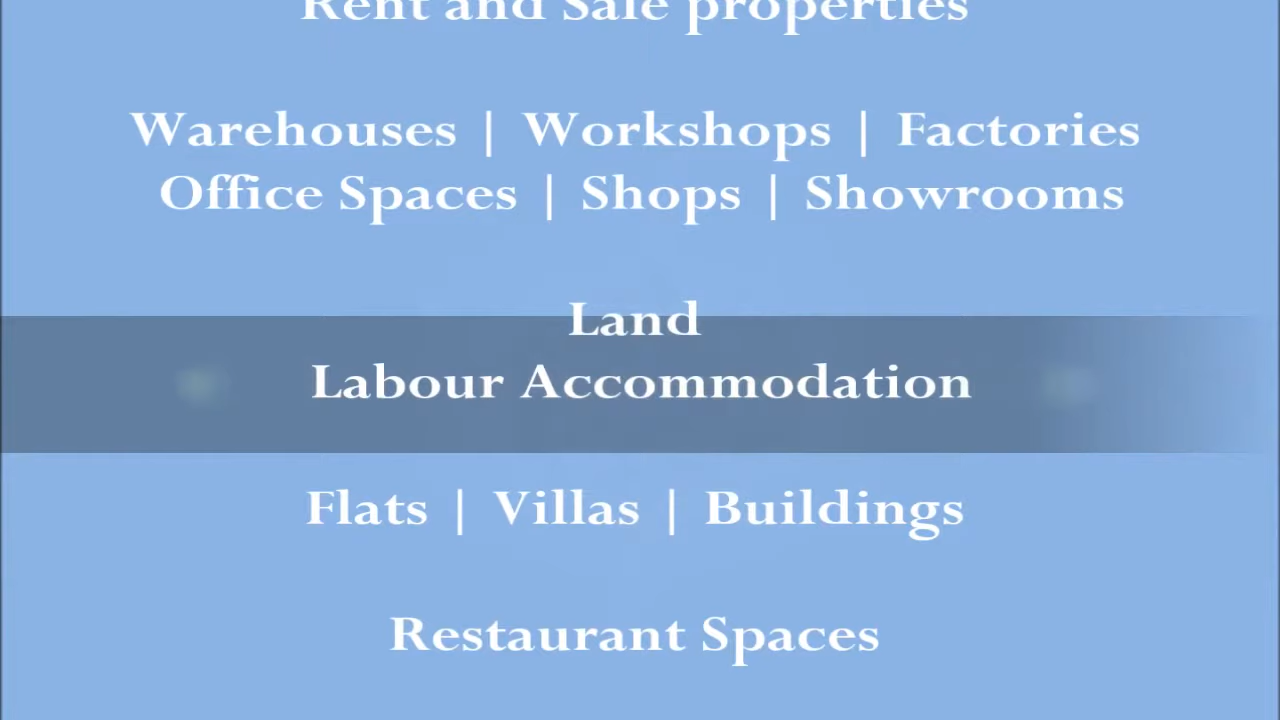 Rent and Sale properties
Warehouses | Workshops | Factories
Office Spaces | Shops | Showrooms
Land
Labour Accommodation
Flats | Villas | Buildings
Restaurant Spaces